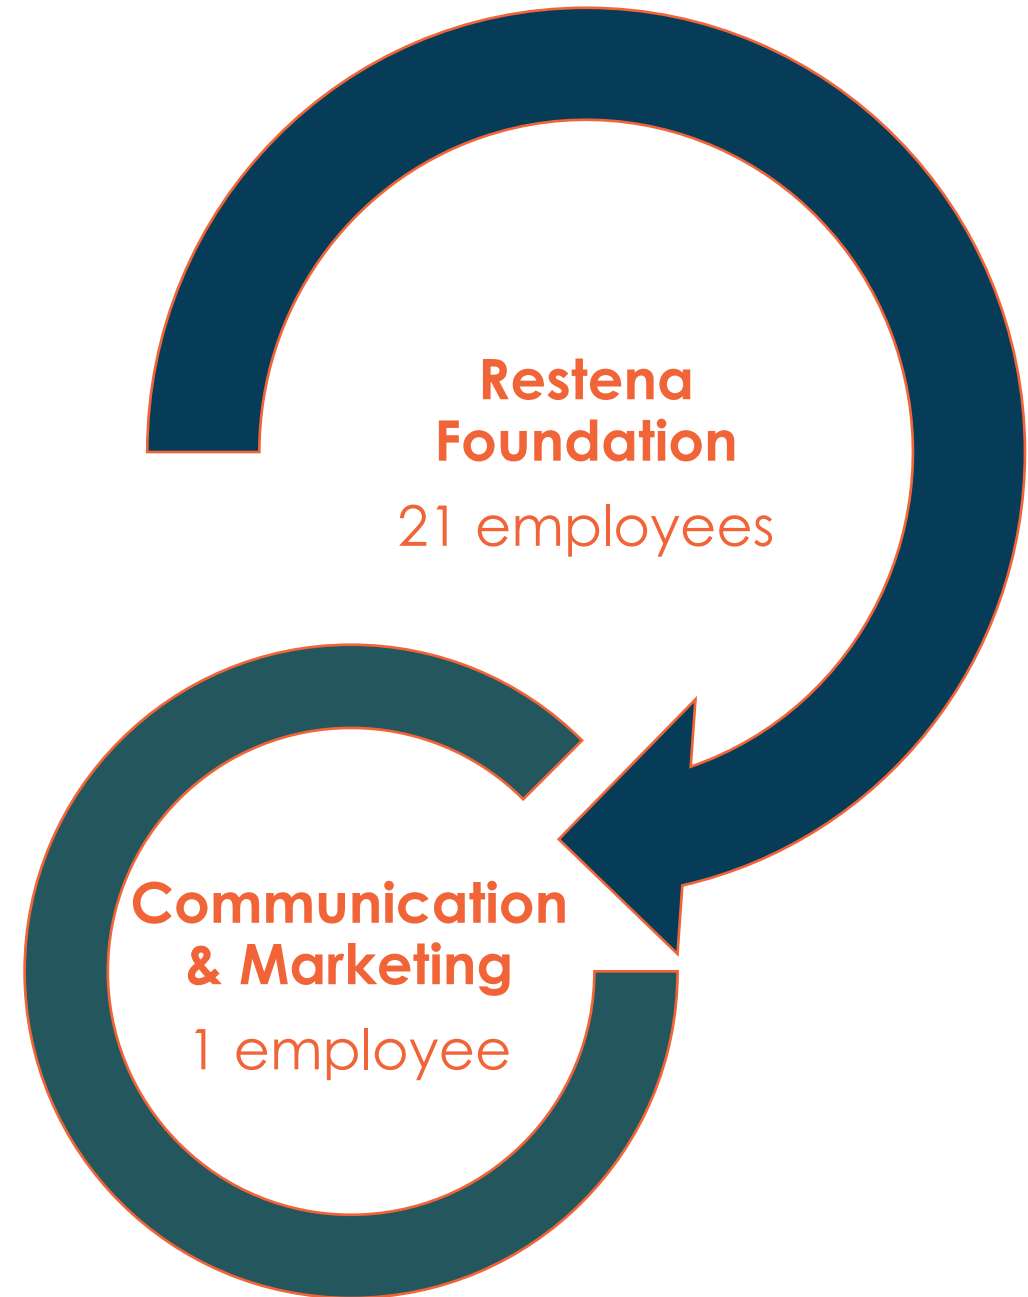 Restena
Foundation
21 employees
Communication
& Marketing
1 employee